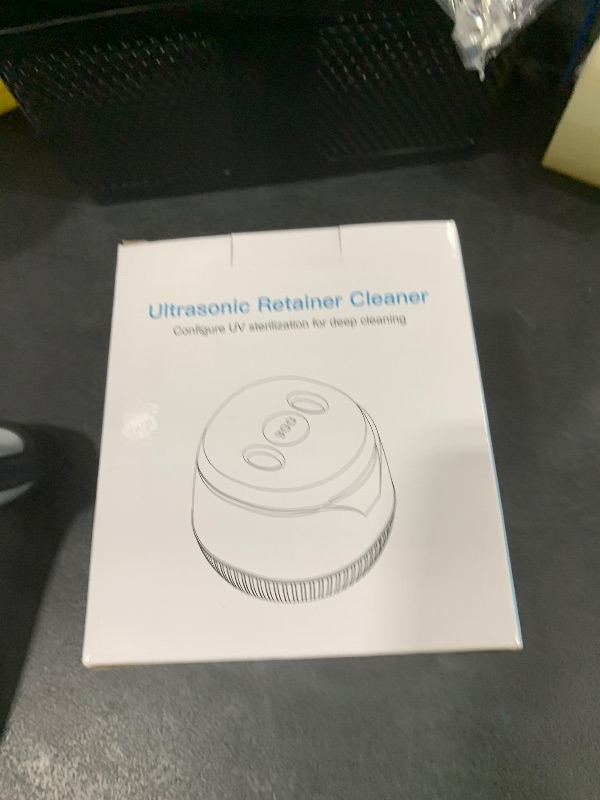 Ultrasonic Retainer Cleaner
Configure UV sterilization for deep cleaning